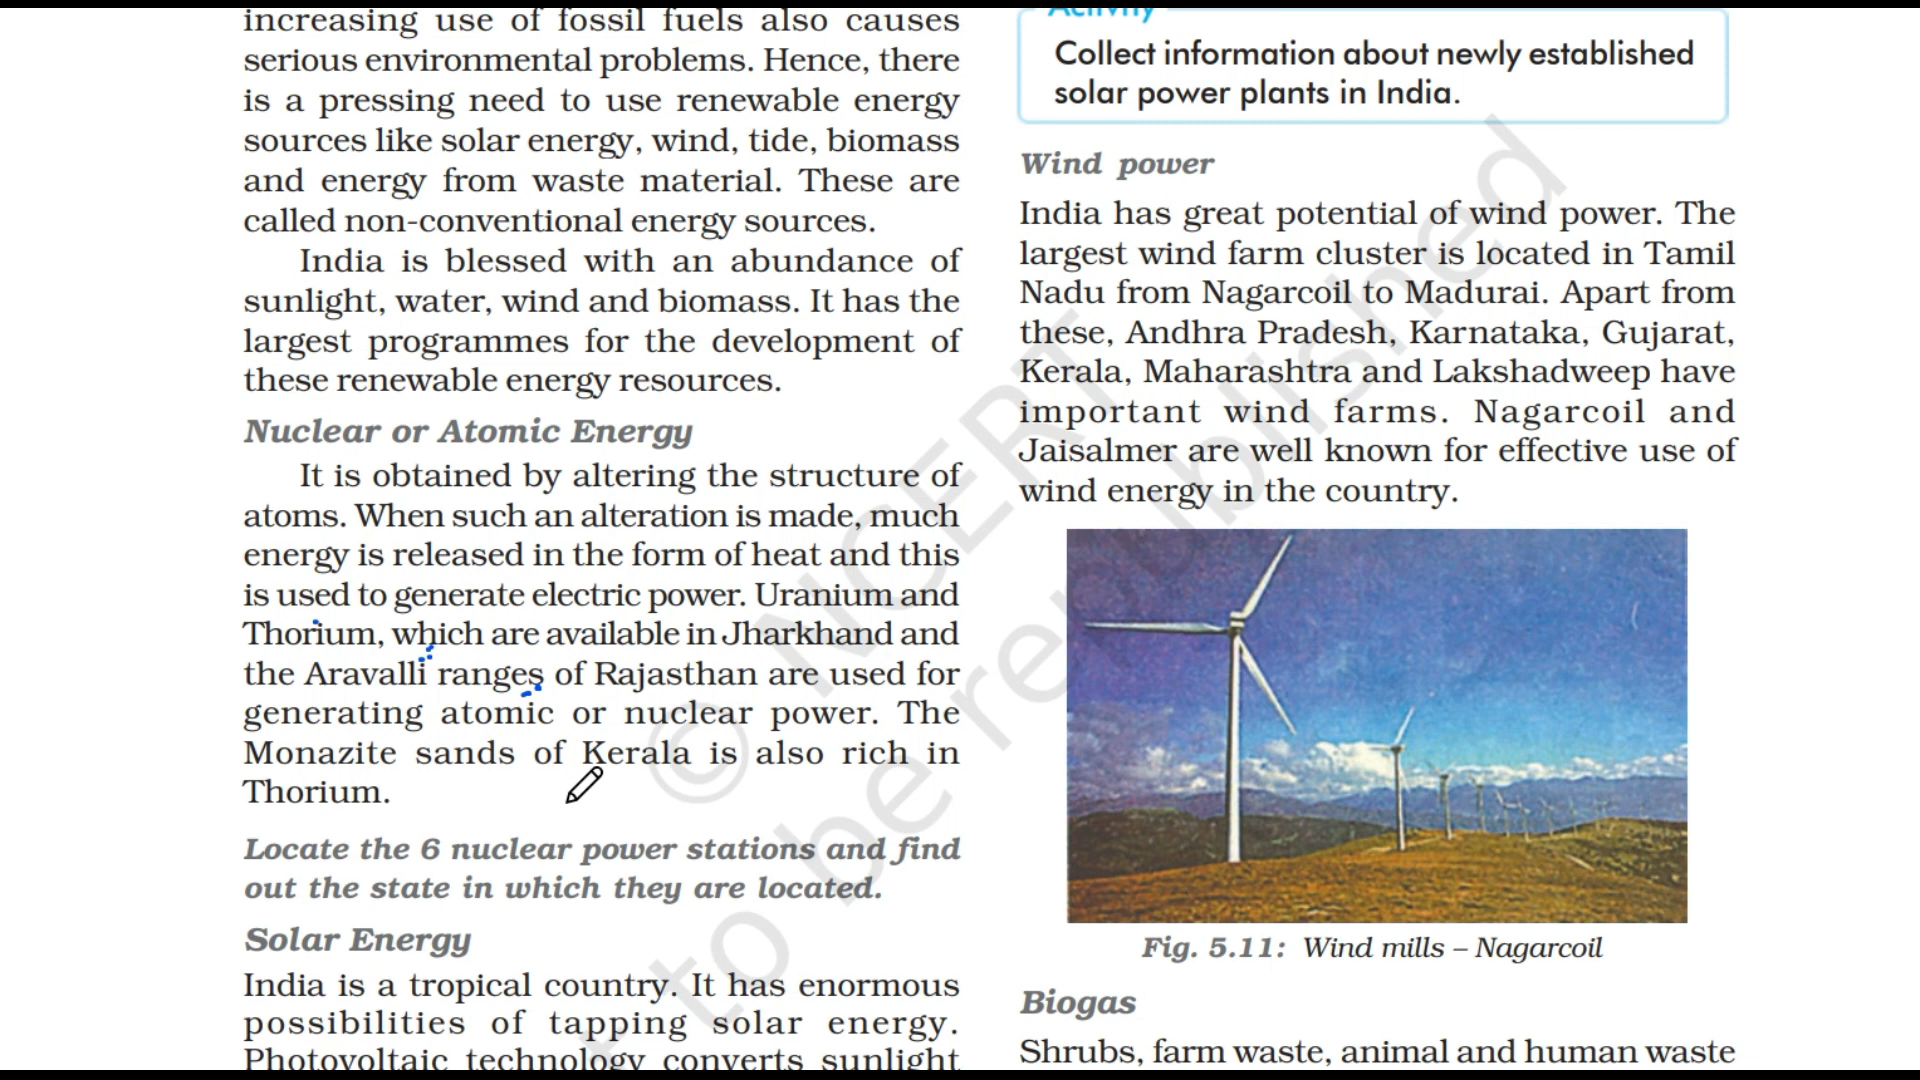 increasing use of fossil fuels also causes
serious environmental problems. Hence, there
is a pressing need to use renewable energy
sources like solar energy, wind, tide, biomass
and energy from waste material. These are
called non-conventional energy sources.
India is blessed with an abundance of
sunlight, water, wind and biomass. It has the
largest programmes for the development of
these renewable energy resources.
Nuclear or Atomic Energy
It is obtained by altering the structure of
atoms. When such an alteration is made, much
energy is released in the form of heat and this
is used to generate electric power. Uranium and
Thorium, which are available in Jharkhand and
the Aravalli ranges of Rajasthan are used for
generating atomic or nuclear power. The
Monazite sands of Kerala is also rich in
Thorium.
Locate the 6 nuclear power stations and find
out the state in which they are located.
Solar Energy
India is a tropical country. It has enormous
possibilities of tapping solar energy.
Photovoltaic technology converts sunlight
Activity
Collect information about newly established
solar power plants in India.
Wind power
India has great potential of wind power. The
largest wind farm cluster is located in Tamil
Nadu from Nagarcoil to Madurai. Apart from
these, Andhra Pradesh, Karnataka, Gujarat,
Kerala, Maharashtra and Lakshadweep have
important wind farms. Nagarcoil and
Jaisalmer are well known for effective use of
wind energy in the country.
Fig. 5.11: Wind mills – Nagarcoil
Biogas
Shrubs, farm waste, animal and human waste
© NCERT
to be republished